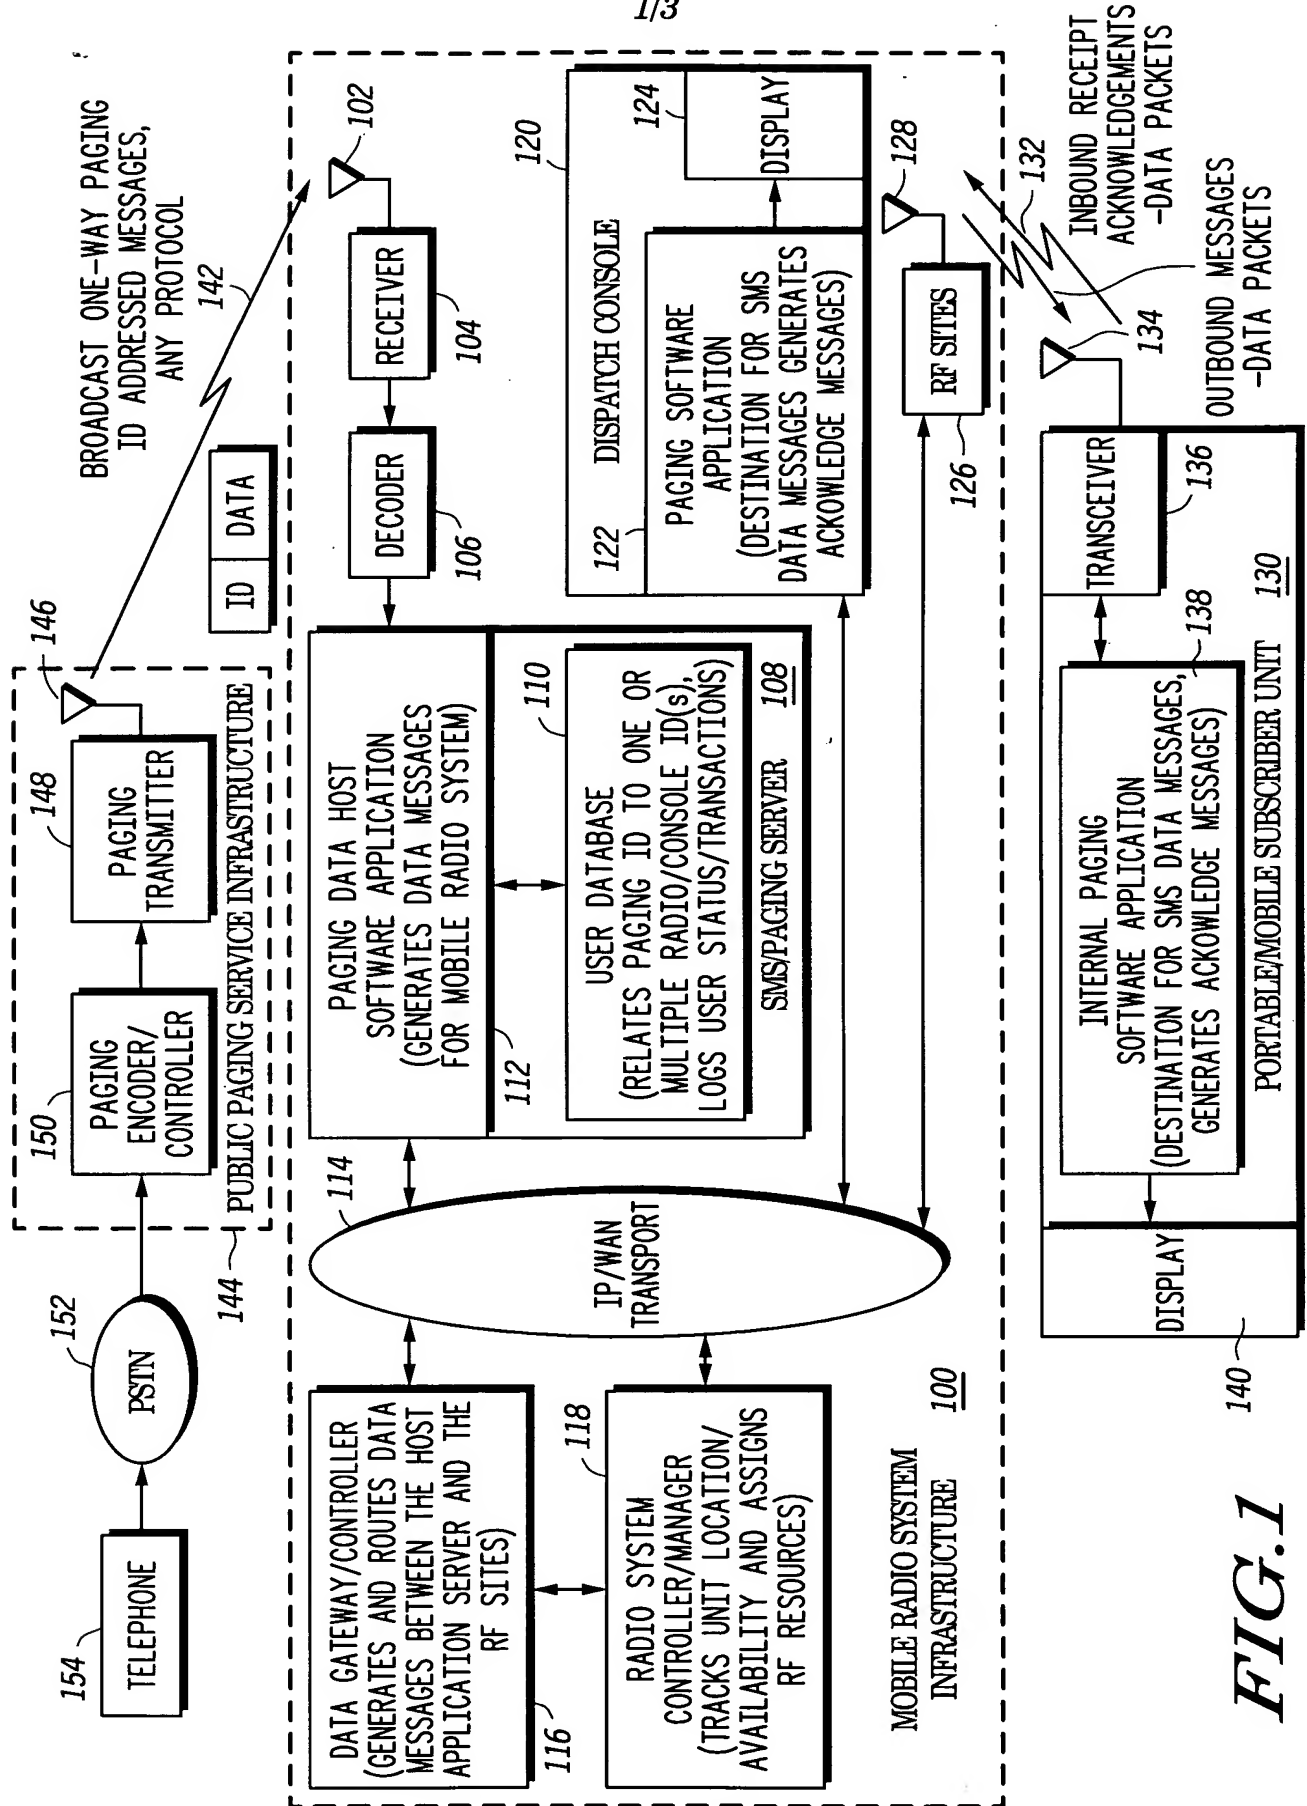 1/3
154
TELEPHONE
152
PSTN
144
150
PAGING
ENCODER/
CONTROLLER
148
PAGING
TRANSMITTER
146
PUBLIC PAGING SERVICE INFRASTRUCTURE
ID DATA
BROADCAST ONE-WAY PAGING
ID ADDRESSED MESSAGES,
ANY PROTOCOL
142
102
RECEIVER
104
DECODER
106
PAGING DATA HOST
SOFTWARE APPLICATION
(GENERATES DATA MESSAGES
FOR MOBILE RADIO SYSTEM)
112
110
USER DATABASE
(RELATES PAGING ID TO ONE OR
MULTIPLE RADIO/CONSOLE ID(s),
LOGS USER STATUS/TRANSACTIONS)
SMS/PAGING SERVER 108
114
IP/WAN
TRANSPORT
DATA GATEWAY/CONTROLLER
(GENERATES AND ROUTES DATA
MESSAGES BETWEEN THE HOST
APPLICATION SERVER AND THE
RF SITES)
116
118
RADIO SYSTEM
CONTROLLER/MANAGER
(TRACKS UNIT LOCATION/
AVAILABILITY AND ASSIGNS
RF RESOURCES)
MOBILE RADIO SYSTEM
INFRASTRUCTURE
100
120
DISPATCH CONSOLE
122
PAGING SOFTWARE
APPLICATION
(DESTINATION FOR SMS
DATA MESSAGES GENERATES
ACKOWLEDGE MESSAGES)
124
DISPLAY
128
RF SITES
126
132
INBOUND RECEIPT
ACKNOWLEDGEMENTS
-DATA PACKETS
OUTBOUND MESSAGES
-DATA PACKETS
134
TRANSCEIVER
136
INTERNAL PAGING
SOFTWARE APPLICATION
(DESTINATION FOR SMS DATA MESSAGES,
GENERATES ACKOWLEDGE MESSAGES)
138
PORTABLE/MOBILE SUBSCRIBER UNIT 130
DISPLAY
140
FIG.1